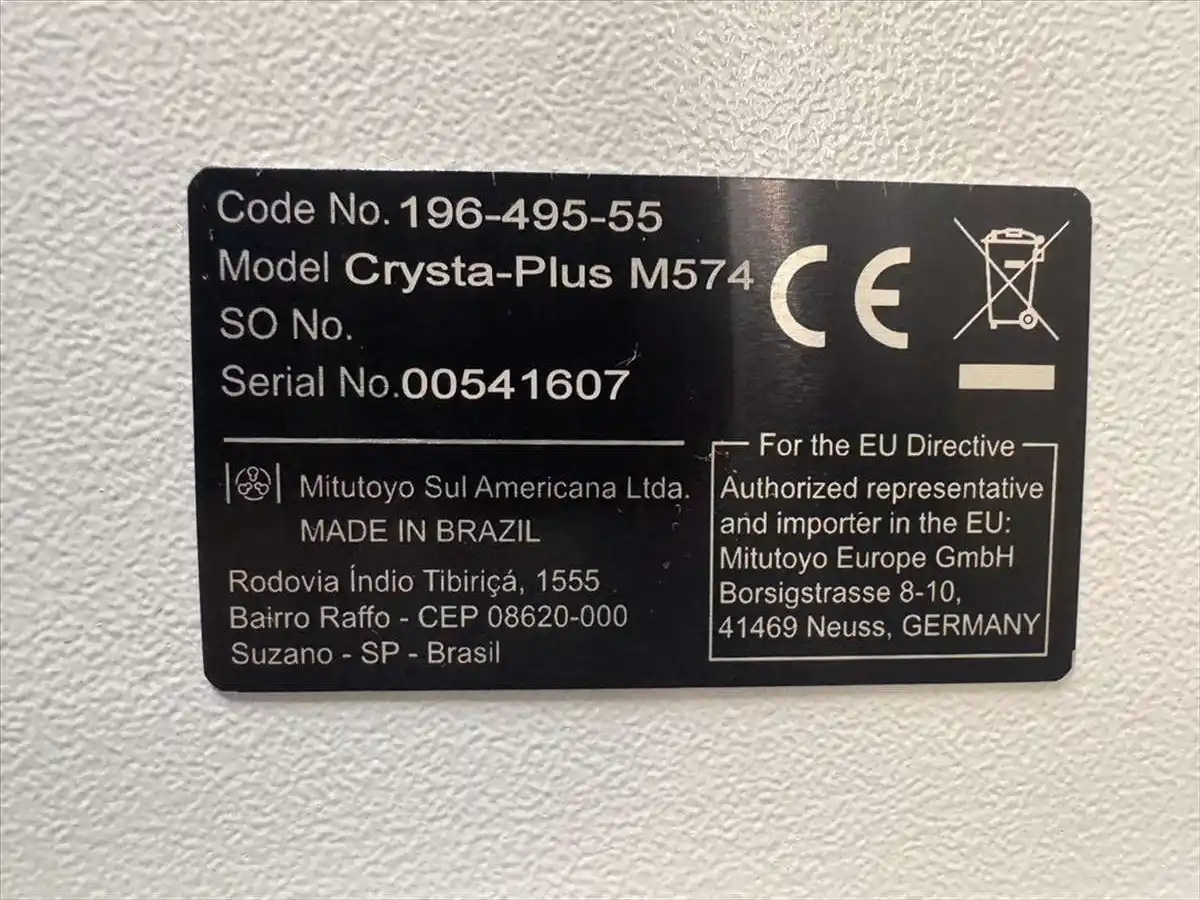 Code No. 196-495-55
Model Crysta-Plus M574
SO No.
Serial No.00541607
CE
Mitutoyo Sul Americana Ltda.
MADE IN BRAZIL
Rodovia Índio Tibiriçá, 1555
Bairro Raffo - CEP 08620-000
Suzano - SP - Brasil
For the EU Directive
Authorized representative
and importer in the EU:
Mitutoyo Europe GmbH
Borsigstrasse 8-10,
41469 Neuss, GERMANY